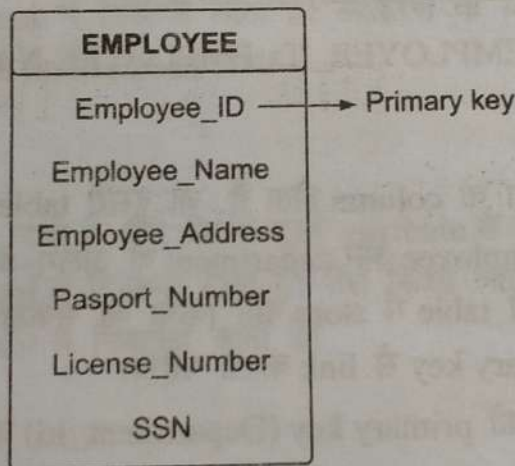 EMPLOYEE
Employee_ID → Primary key
Employee_Name
Employee_Address
Pasport_Number
License_Number
SSN